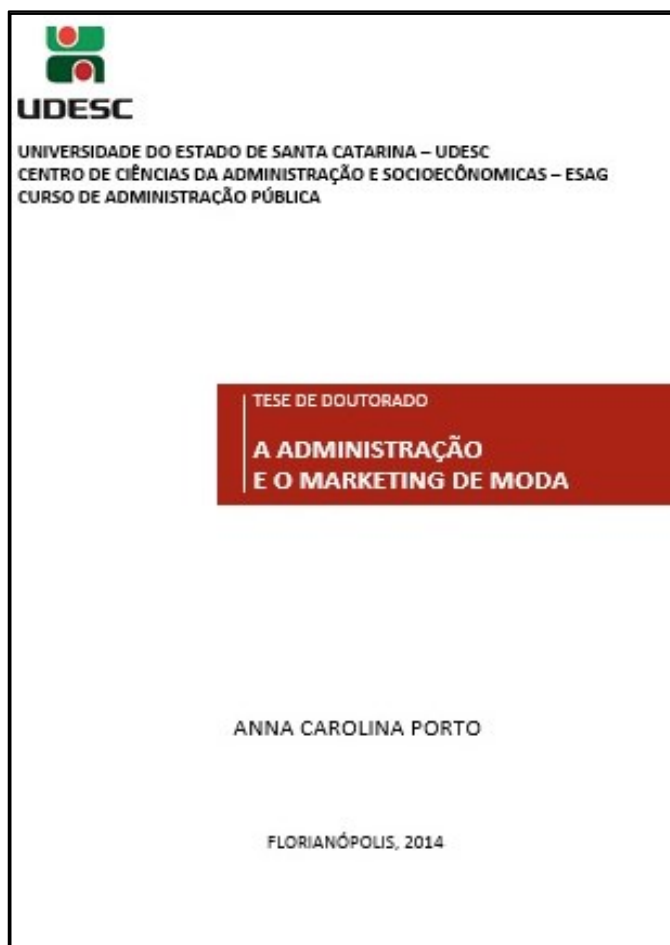 UDESC
UNIVERSIDADE DO ESTADO DE SANTA CATARINA – UDESC
CENTRO DE CIÊNCIAS DA ADMINISTRAÇÃO E SOCIOECÔNOMICAS – ESAG
CURSO DE ADMINISTRAÇÃO PÚBLICA
TESE DE DOUTORADO
A ADMINISTRAÇÃO
E O MARKETING DE MODA
ANNA CAROLINA PORTO
FLORIANÓPOLIS, 2014